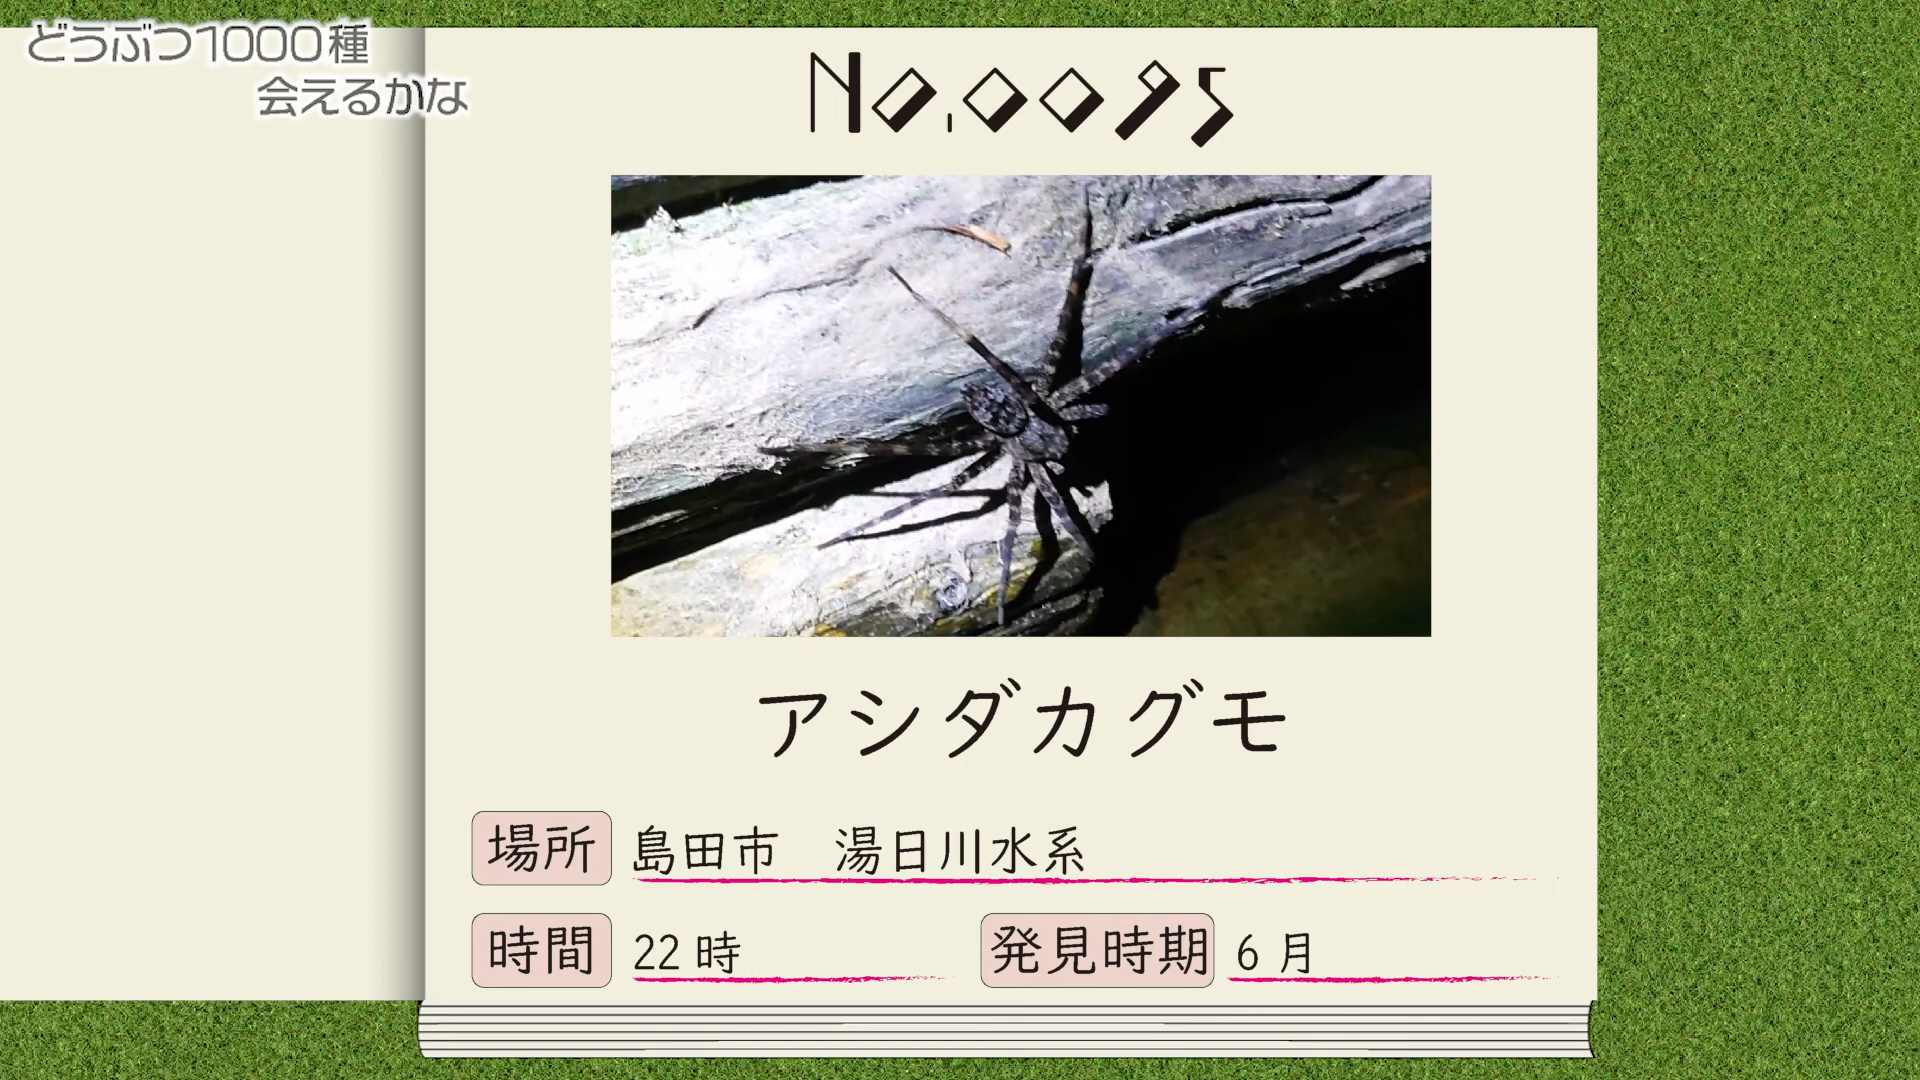 どうぶつ1000種
会えるかな
No.0095
アシダカグモ
場所 島田市 湯日川水系
時間 22時 発見時期 6月